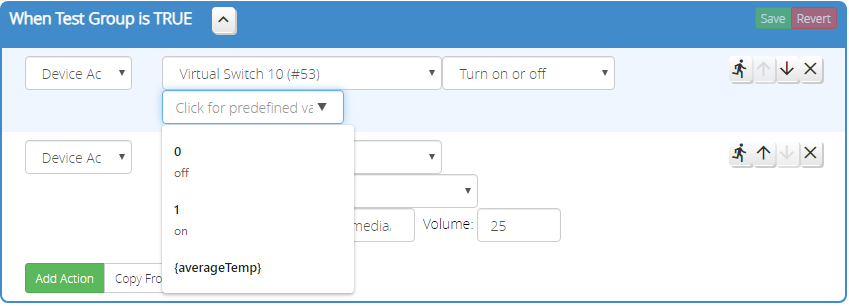 When Test Group is TRUE
Save Revert
Device Ac Virtual Switch 10 (#53) Turn on or off
Click for predefined va
0
off
Device Ac
1
on
media Volume: 25
{averageTemp}
Add Action Copy Fro